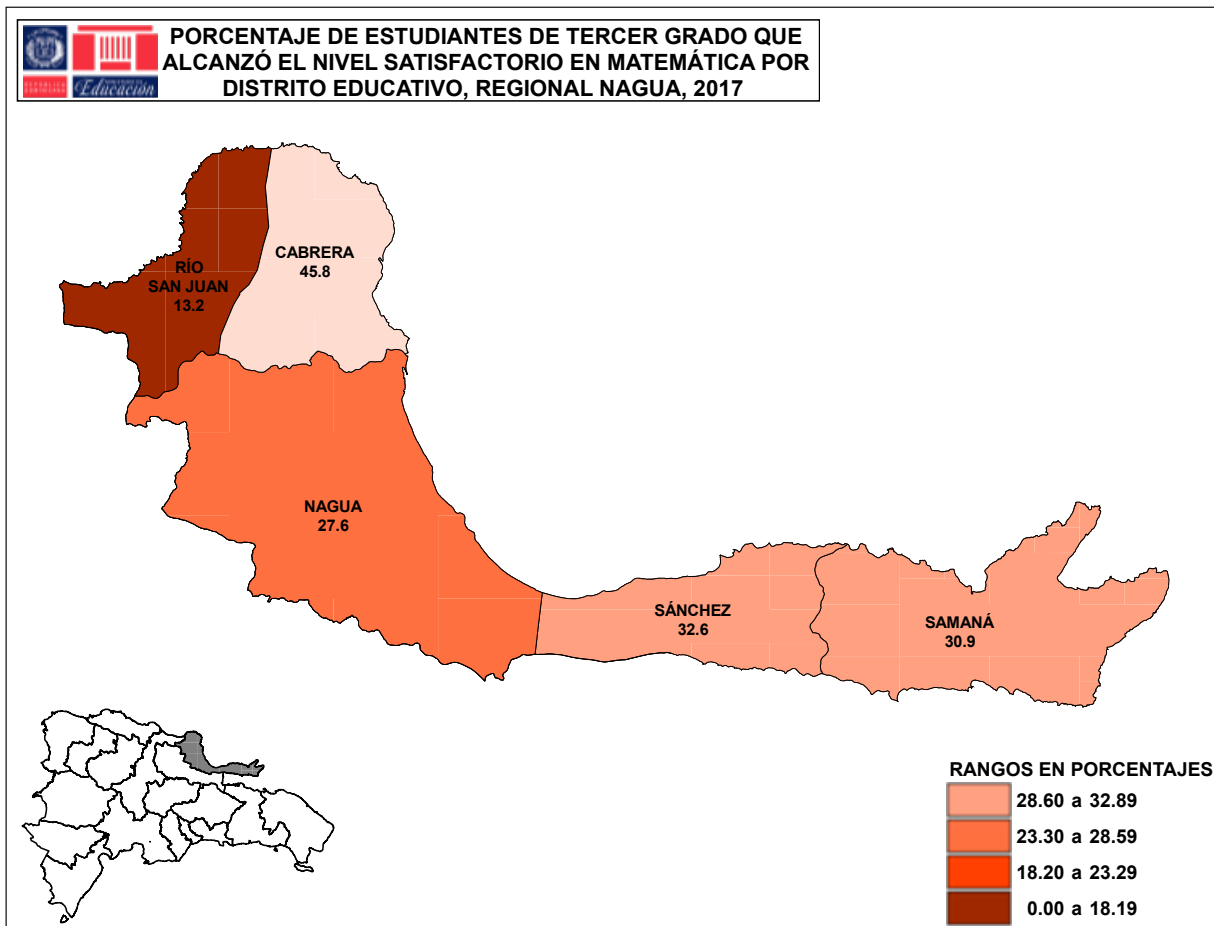 PORCENTAJE DE ESTUDIANTES DE TERCER GRADO QUE
ALCANZÓ EL NIVEL SATISFACTORIO EN MATEMÁTICA POR
DISTRITO EDUCATIVO, REGIONAL NAGUA, 2017
Educación
CABRERA
45.8
RÍO
SAN JUAN
13.2
NAGUA
27.6
SÁNCHEZ
32.6
SAMANÁ
30.9
RANGOS EN PORCENTAJES
28.60 a 32.89
23.30 a 28.59
18.20 a 23.29
0.00 a 18.19